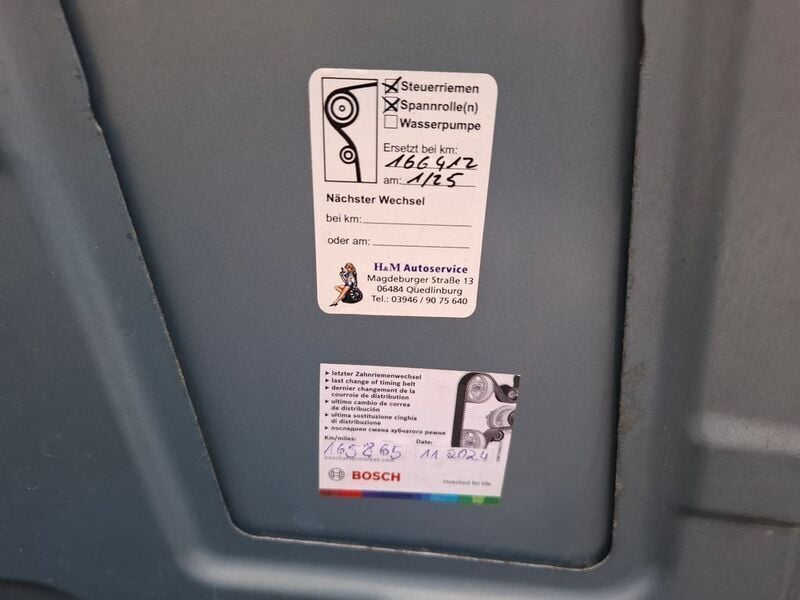 Steuerriemen
Spannrolle(n)
Wasserpumpe
Ersetzt bei km:
166412
am: 1/25
Nächster Wechsel
bei km:
oder am:
H&M Autoservice
Magdeburger Straße 13
06484 Quedlinburg
Tel.: 03946 / 90 75 640
▸ letzter Zahnriemenwechsel
▸ last change of timing belt
▸ dernier changement de la
courroie de distribution
▸ ultimo cambio de correa
de distribución
▸ ultima sostituzione cinghia
di distribuzione
▸ последняя смена зубчатого ремня
Km/miles: Date:
165865 11 2024
boschaftermarket.com
BOSCH
Invented for life